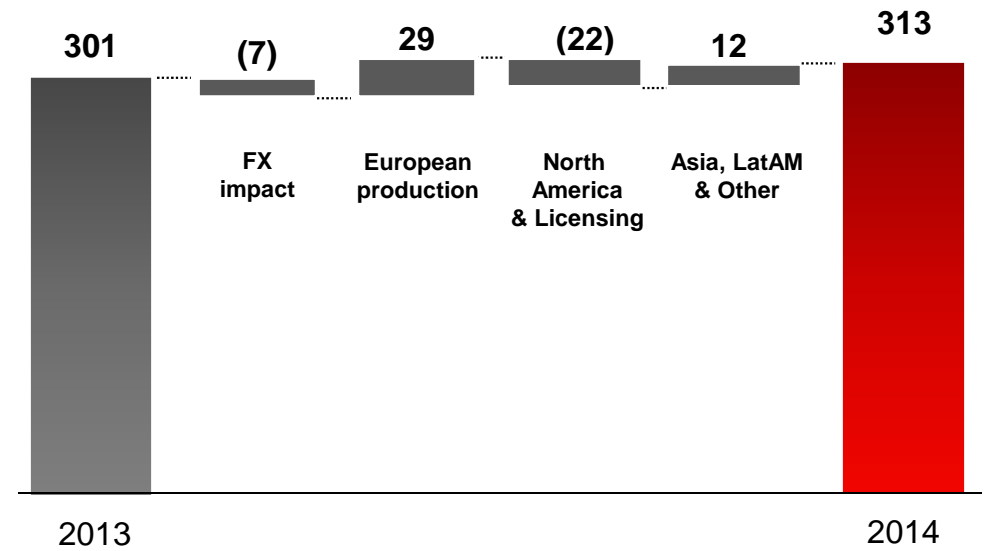 301
(7)
29
(22)
12
313
FX
impact
European
production
North
America
& Licensing
Asia, LatAM
& Other
2013
2014